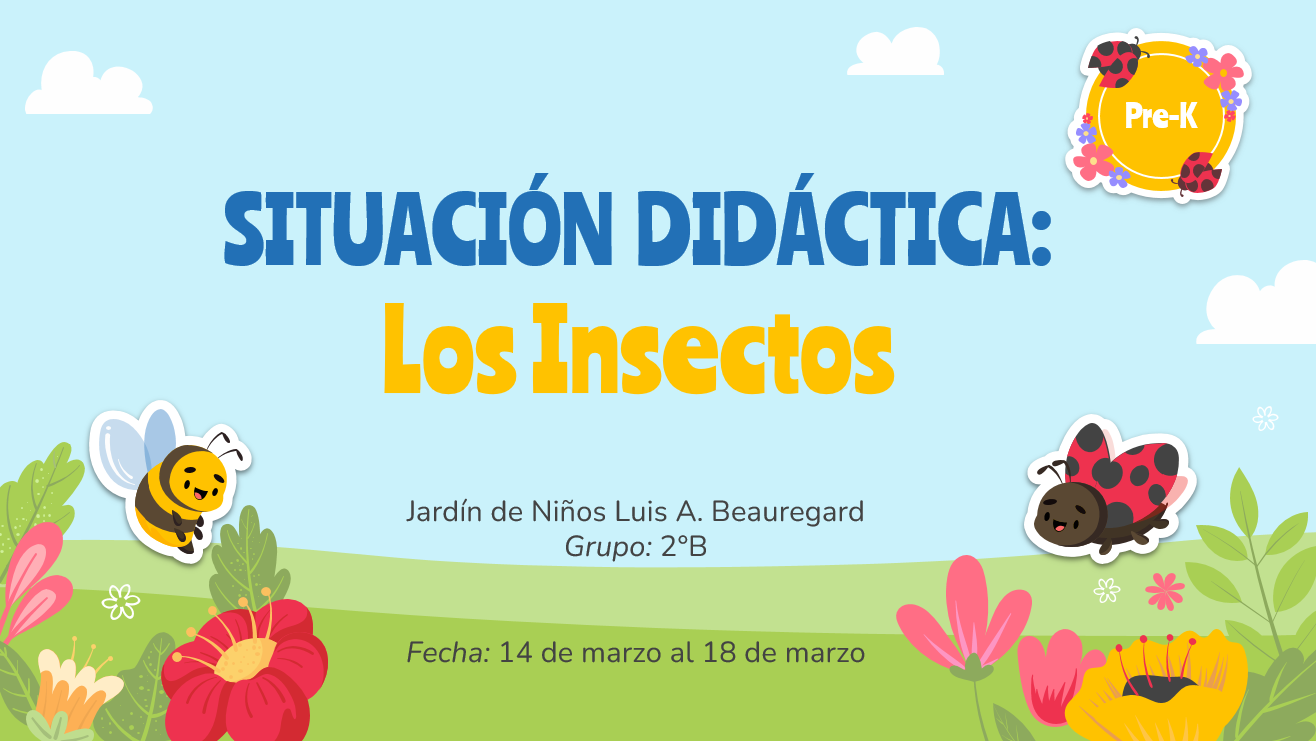 Pre-K
SITUACIÓN DIDÁCTICA:
Los Insectos
Jardín de Niños Luis A. Beauregard
Grupo: 2°B
Fecha: 14 de marzo al 18 de marzo